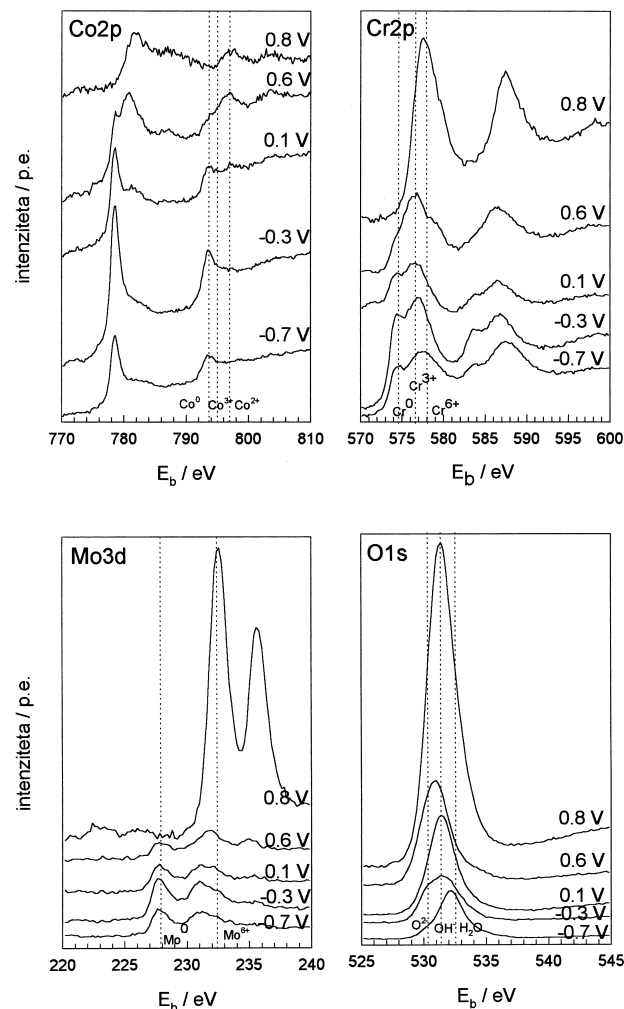 Co2p
0.8 V
0.6 V
0.1 V
-0.3 V
-0.7 V
Co⁰ Co³⁺ Co²⁺
770 780 790 800 810
E_b / eV
intenziteta / p.e.
Cr2p
0.8 V
0.6 V
0.1 V
-0.3 V
-0.7 V
Cr³⁺
Cr⁰ Cr⁶⁺
570 575 580 585 590 595 600
E_b / eV
Mo3d
0.8 V
0.6 V
0.1 V
-0.3 V
-0.7 V
Mo⁰ Mo⁶⁺
220 225 230 235 240
E_b / eV
intenziteta / p.e.
O1s
0.8 V
0.6 V
0.1 V
-0.3 V
-0.7 V
O²⁻ OH⁻ H₂O
525 530 535 540 545
E_b / eV